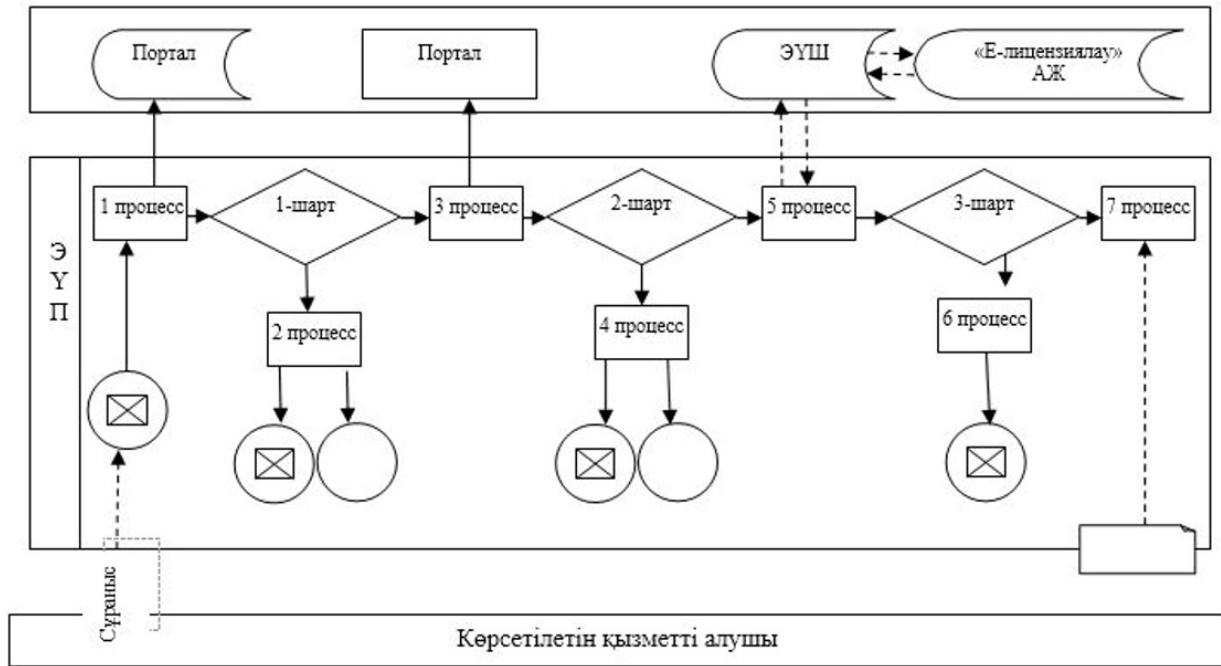 Портал
Портал
ЭҮШ
«Е-лицензиялау»
АЖ
1 процесс
1-шарт
3 процесс
2-шарт
5 процесс
3-шарт
7 процесс
Э
Ү
П
2 процесс
4 процесс
6 процесс
Сұраныс
Көрсетілетін қызметті алушы